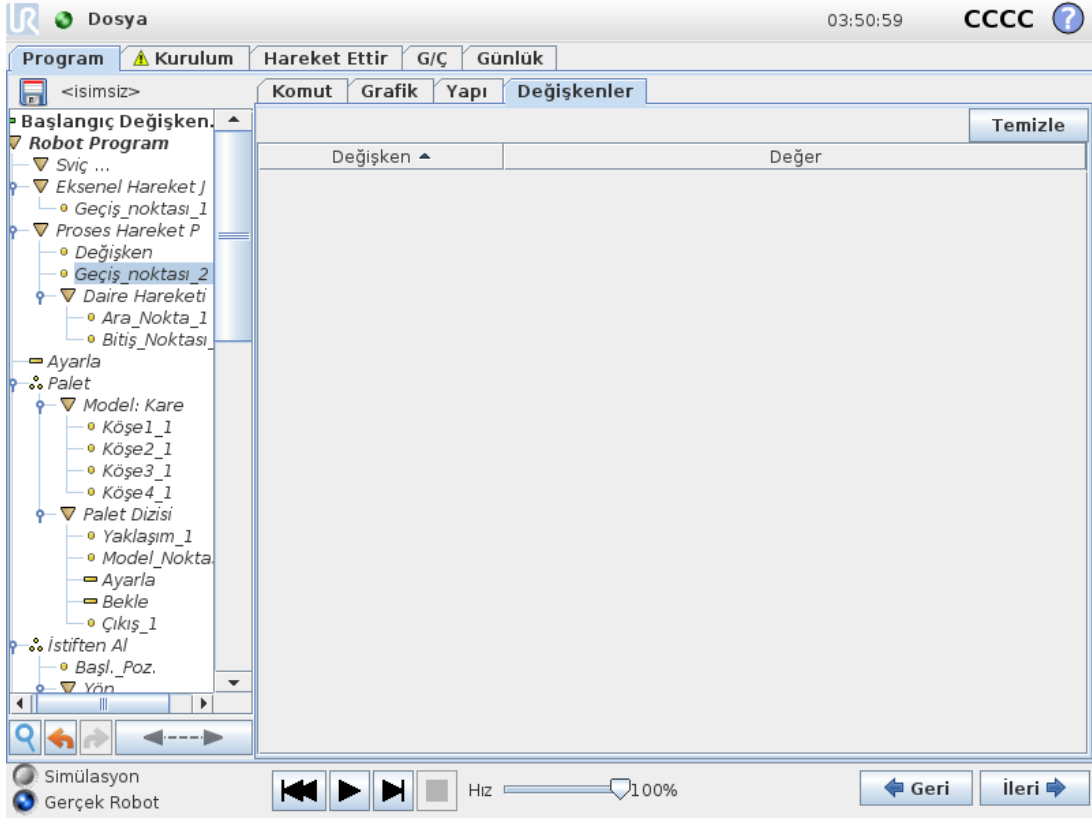 UR Dosya 03:50:59 CCCC ?
Program Kurulum Hareket Ettir G/Ç Günlük
<isimsiz> Komut Grafik Yapı Değişkenler
Başlangıç Değişken. Temizle
Robot Program Değişken Değer
Sviç ...
Eksenel Hareket J
Geçiş_noktası_1
Proses Hareket P
Değişken
Geçiş_noktası_2
Daire Hareketi
Ara_Nokta_1
Bitiş_Noktası_
Ayarla
Palet
Model: Kare
Köşe1_1
Köşe2_1
Köşe3_1
Köşe4_1
Palet Dizisi
Yaklaşım_1
Model_Nokta
Ayarla
Bekle
Çıkış_1
İstiften Al
Başl._Poz.
Yön
Simülasyon
Gerçek Robot
Hız 100% Geri İleri